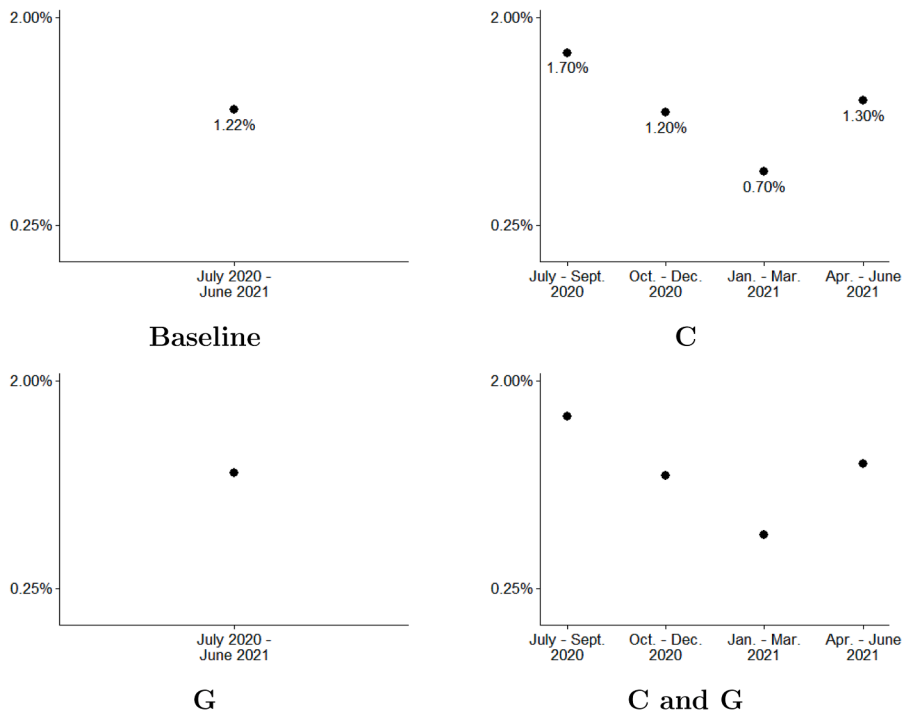 2.00%
1.22%
0.25%
July 2020 -
June 2021
Baseline
2.00%
1.70%
1.20%
0.70%
1.30%
0.25%
July - Sept.
2020
Oct. - Dec.
2020
Jan. - Mar.
2021
Apr. - June
2021
C
2.00%
0.25%
July 2020 -
June 2021
G
2.00%
0.25%
July - Sept.
2020
Oct. - Dec.
2020
Jan. - Mar.
2021
Apr. - June
2021
C and G